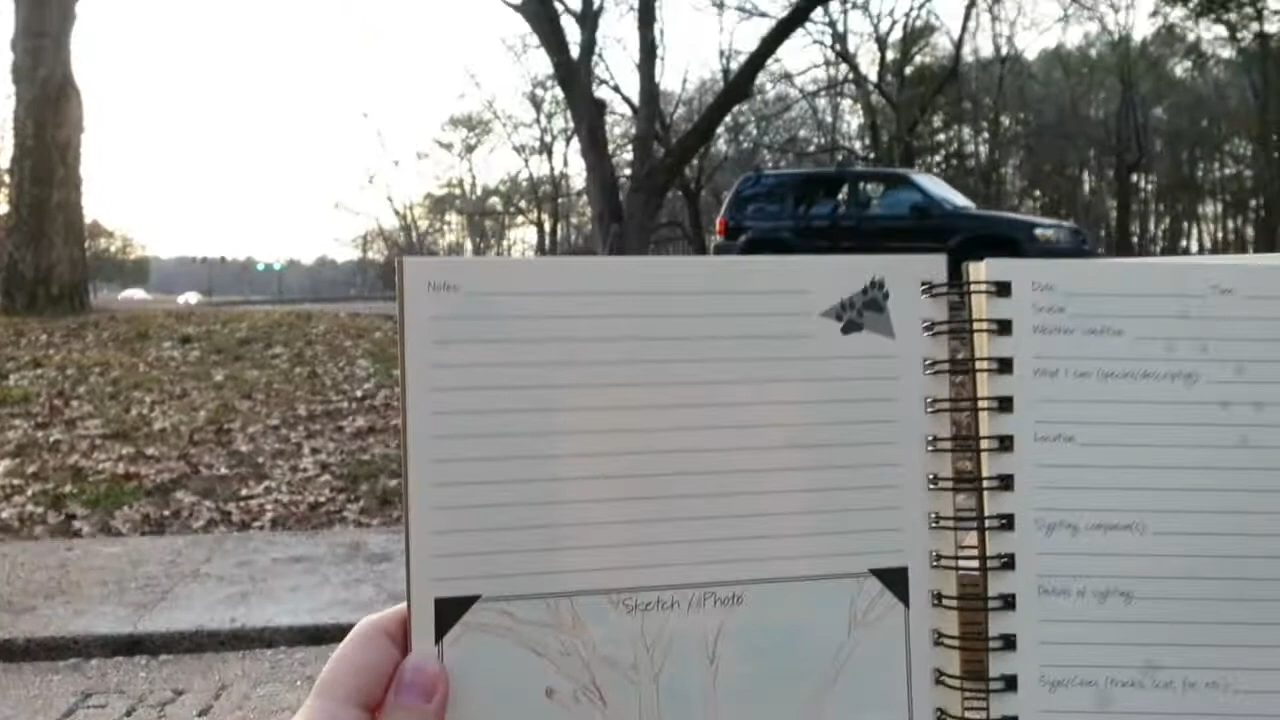 Notes:
Sketch / Photo
Date:
Time:
Season:
Weather condition:
What I saw (species/description):
Location:
Sighting companion(s):
Details of sighting:
Signs/Clues (tracks, scat, fur, etc.):